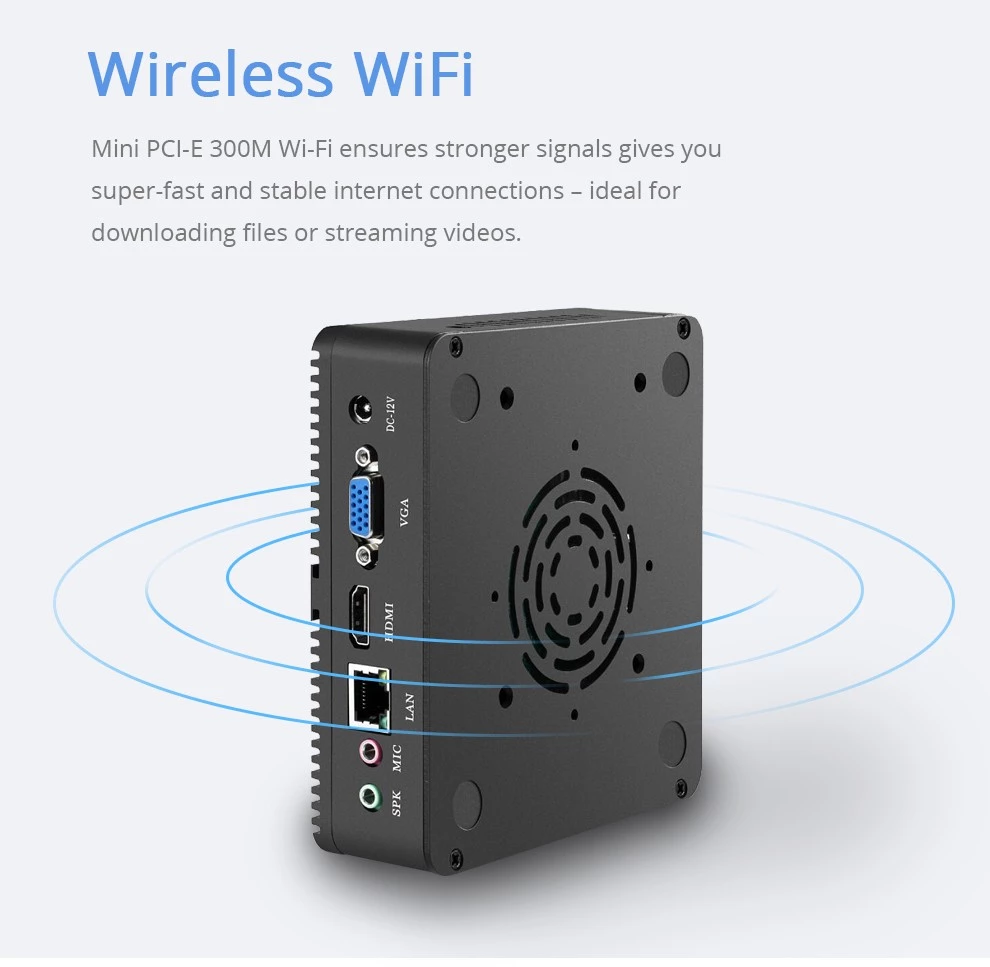 Wireless WiFi
Mini PCI-E 300M Wi-Fi ensures stronger signals gives you
super-fast and stable internet connections – ideal for
downloading files or streaming videos.
DC-12V
VGA
HDMI
LAN
MIC
SPK